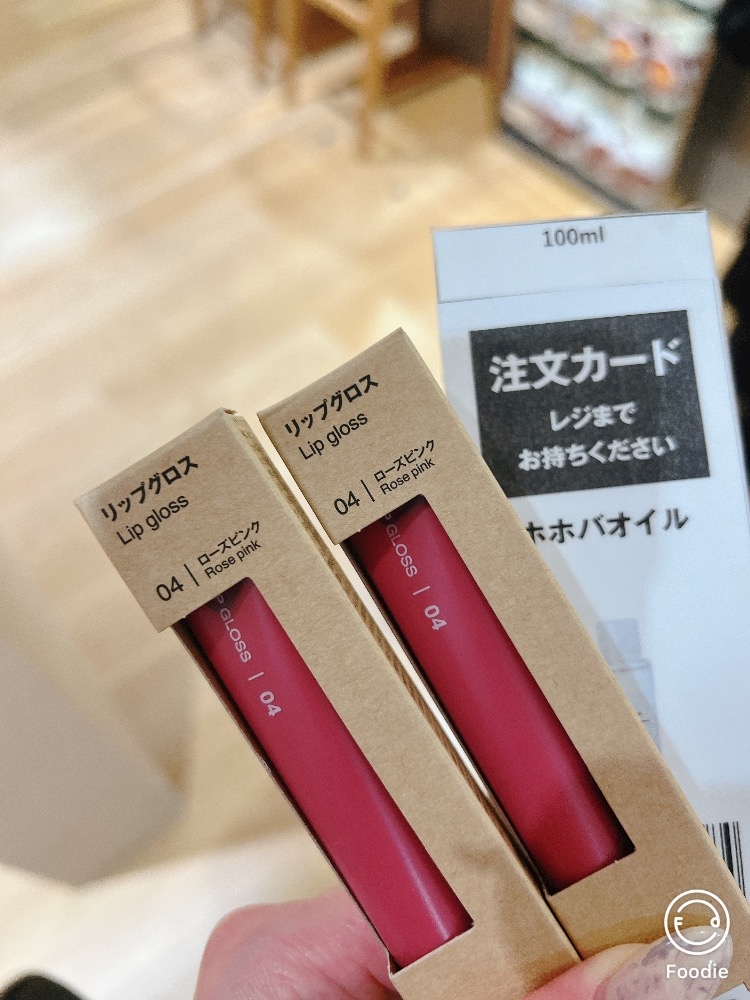 100ml
注文カード
レジまで
お持ちください
ホホバオイル
リップグロス
Lip gloss
04 | ローズピンク
Rose pink
GLOSS | 04
リップグロス
Lip gloss
04 | ローズピンク
Rose pink
GLOSS | 04
Foodie